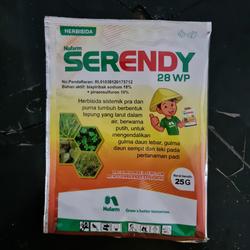 HERBISIDA
Nufarm
SERENDY
28 WP
No.Pendaftaran: RI.01030120175712
Bahan aktif: bispiribak sodium 18%
+ pirazosulfuron 10%
Herbisida sistemik pra dan
purna tumbuh berbentuk
tepung yang larut dalam
air, berwarna
putih, untuk
mengendalikan
gulma daun lebar, gulma
daun sempit dan teki pada
pertanaman padi
25G
Nufarm
Grow a better tomorrow